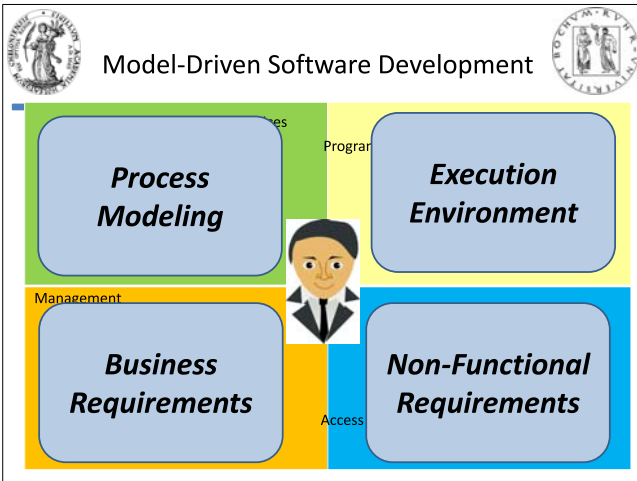 Model-Driven Software Development
Process
Modeling
Execution
Environment
Management
Business
Requirements
Non-Functional
Requirements
Access